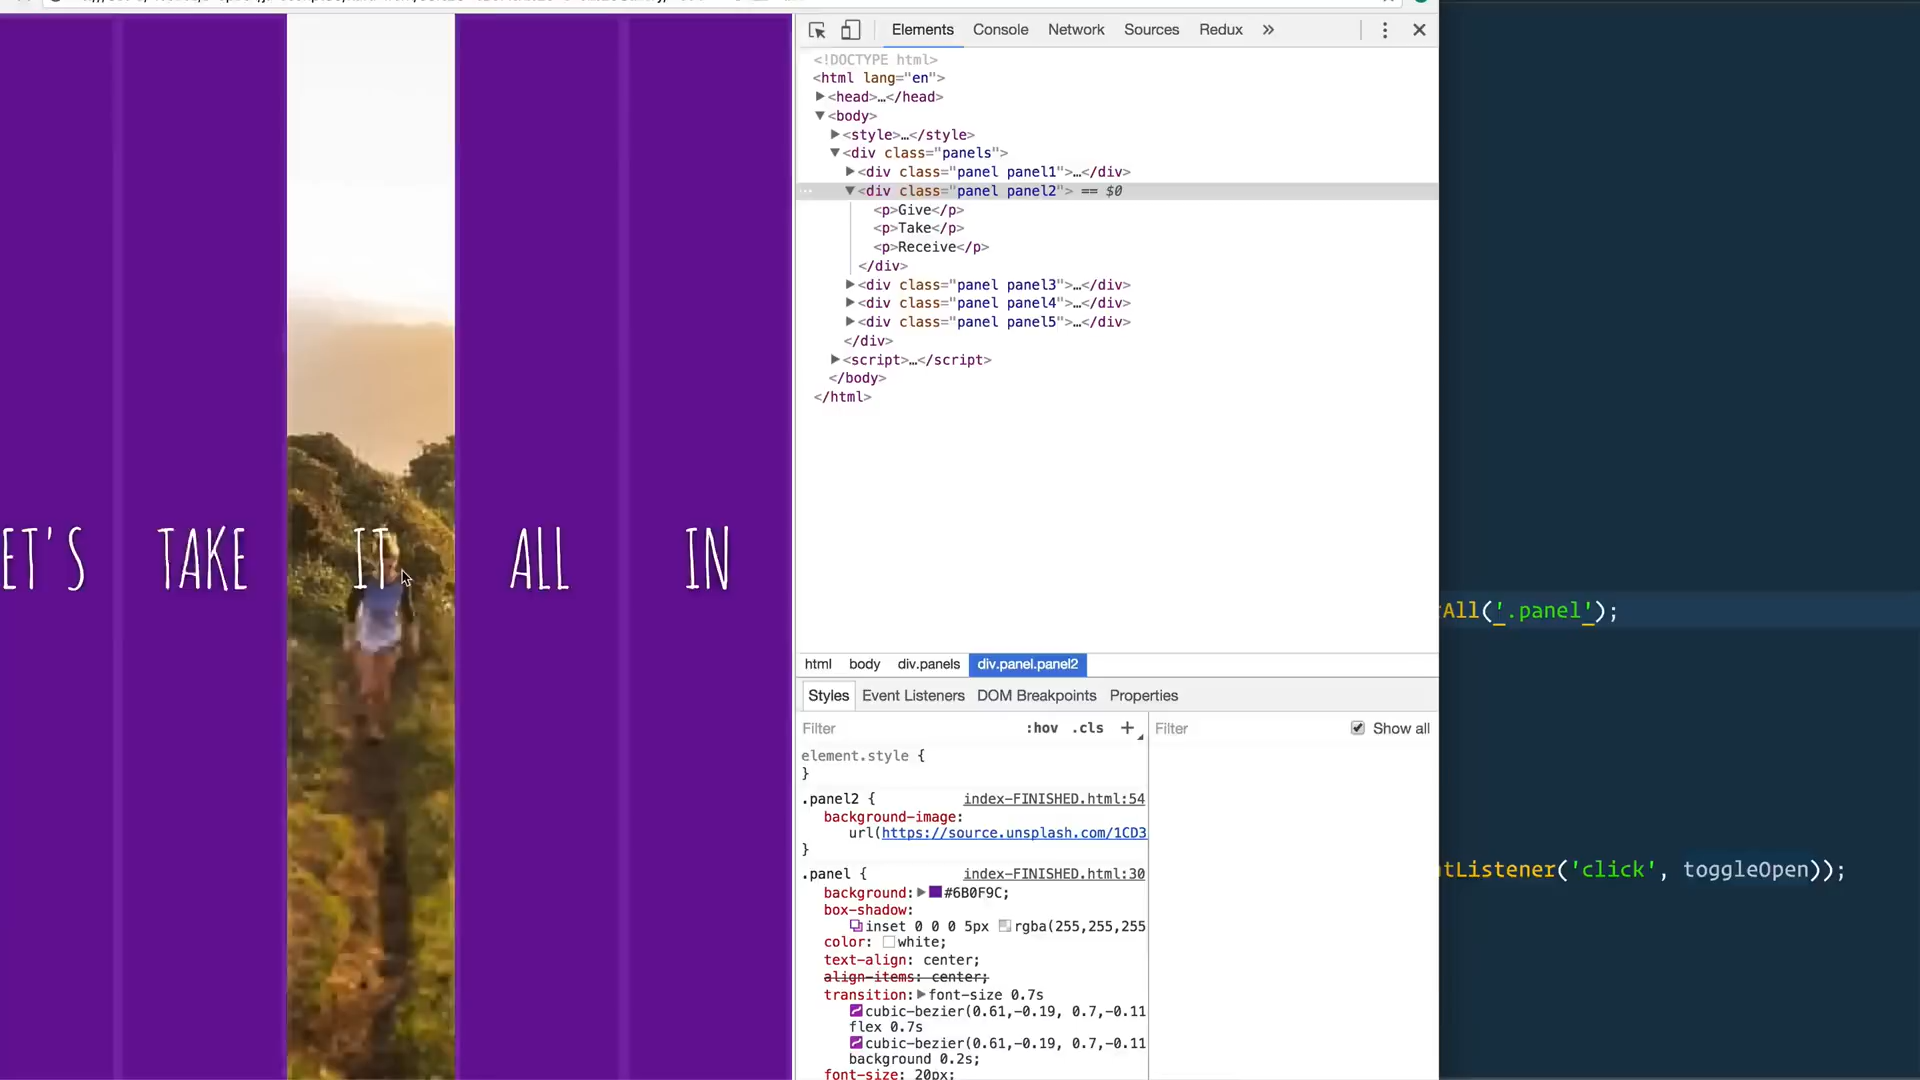 Elements Console Network Sources Redux »
<!DOCTYPE html>
<html lang="en">
▶<head>…</head>
▼<body>
▶<style>…</style>
▼<div class="panels">
▶<div class="panel panel1">…</div>
▼<div class="panel panel2"> == $0
<p>Give</p>
<p>Take</p>
<p>Receive</p>
</div>
▶<div class="panel panel3">…</div>
▶<div class="panel panel4">…</div>
▶<div class="panel panel5">…</div>
</div>
▶<script>…</script>
</body>
</html>
ET'S TAKE IT ALL IN
html body div.panels div.panel.panel2
Styles Event Listeners DOM Breakpoints Properties
Filter :hov .cls +
Filter Show all
element.style {
}
.panel2 { index-FINISHED.html:54
background-image:
url(https://source.unsplash.com/1CD3
}
.panel { index-FINISHED.html:30
background:▶#6B0F9C;
box-shadow:
inset 0 0 0 5px rgba(255,255,255
color: white;
text-align: center;
align-items: center;
transition:▶font-size 0.7s
cubic-bezier(0.61,-0.19, 0.7,-0.11
flex 0.7s
cubic-bezier(0.61,-0.19, 0.7,-0.11
background 0.2s;
font-size: 20px;
All('.panel');
tListener('click', toggleOpen));